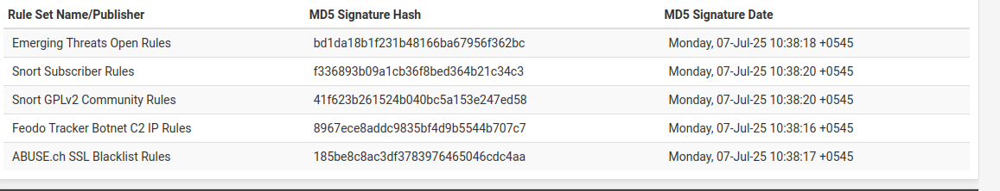 Rule Set Name/Publisher MD5 Signature Hash MD5 Signature Date
Emerging Threats Open Rules bd1da18b1f231b48166ba67956f362bc Monday, 07-Jul-25 10:38:18 +0545
Snort Subscriber Rules f336893b09a1cb36f8bed364b21c34c3 Monday, 07-Jul-25 10:38:20 +0545
Snort GPLv2 Community Rules 41f623b261524b040bc5a153e247ed58 Monday, 07-Jul-25 10:38:20 +0545
Feodo Tracker Botnet C2 IP Rules 8967ece8addc9835bf4d9b5544b707c7 Monday, 07-Jul-25 10:38:16 +0545
ABUSE.ch SSL Blacklist Rules 185be8c8ac3df3783976465046cdc4aa Monday, 07-Jul-25 10:38:17 +0545